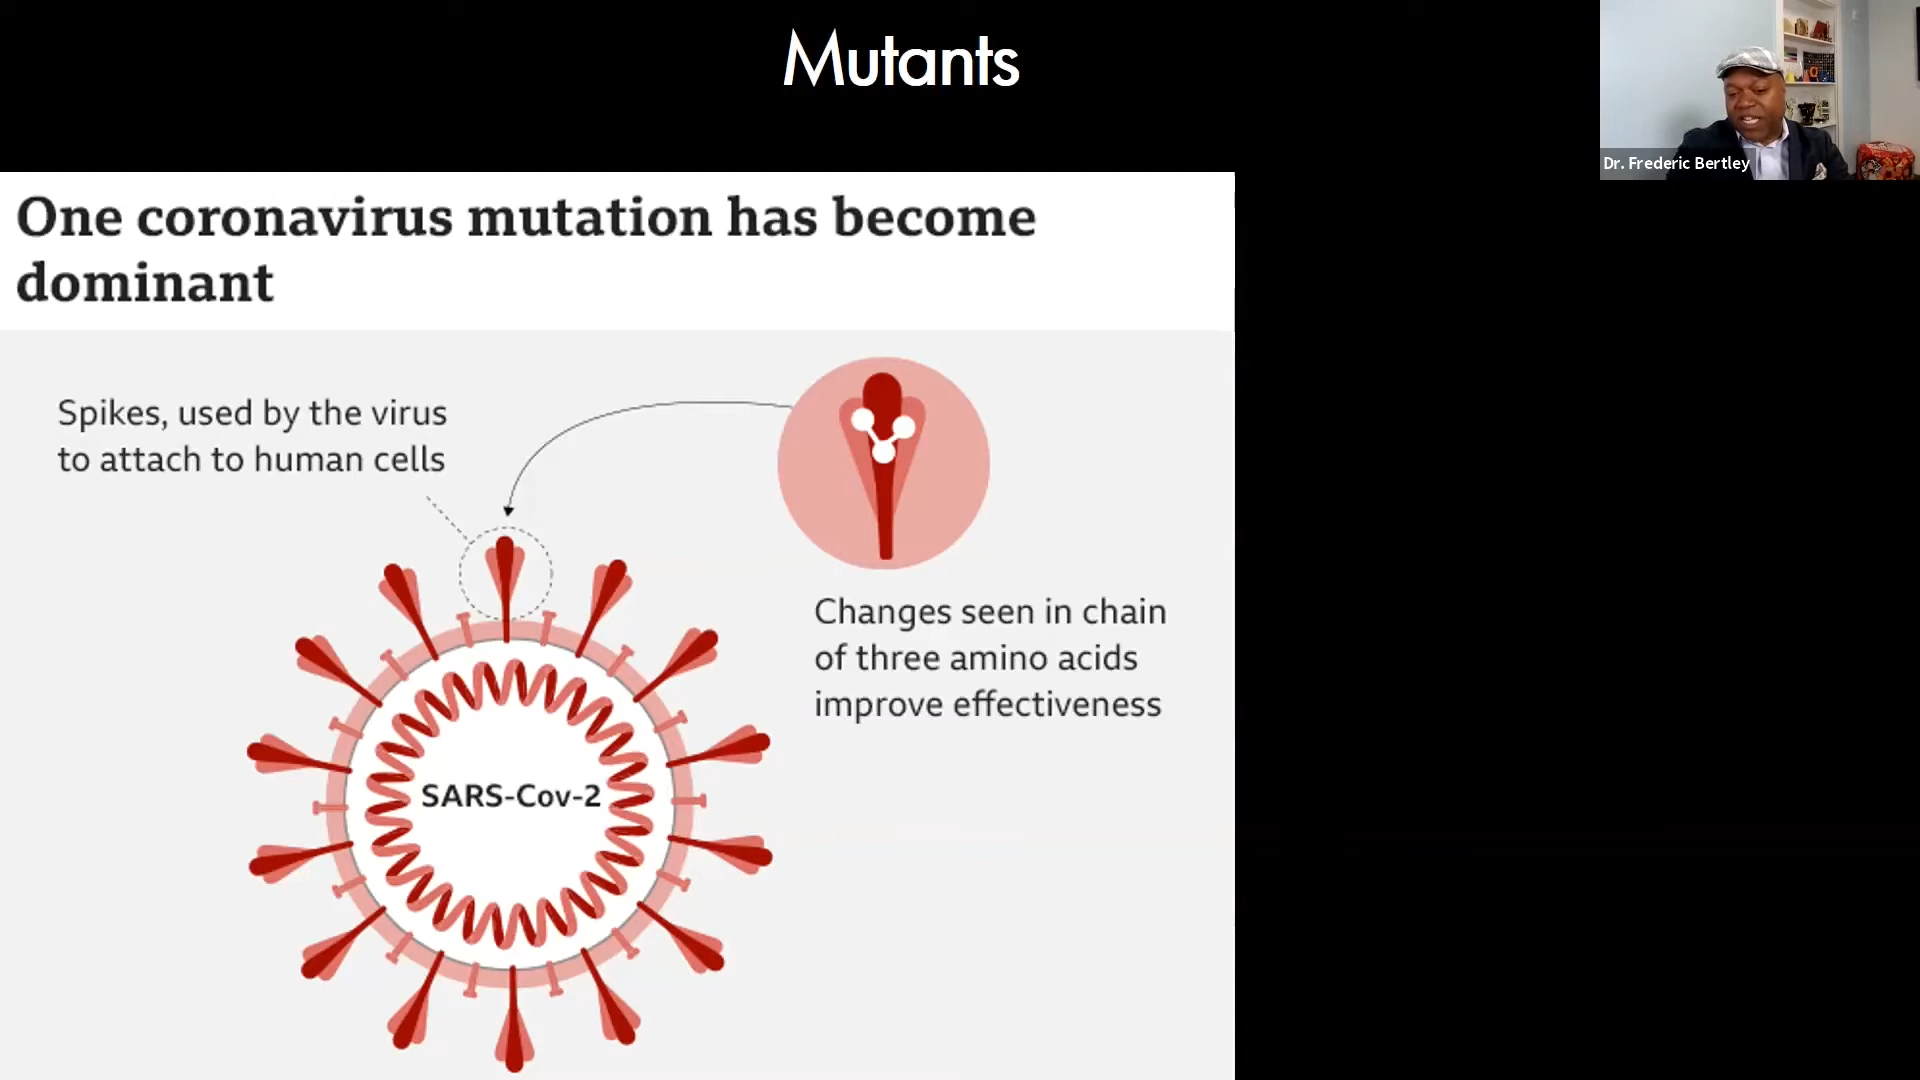 Mutants
Dr. Frederic Bertley
One coronavirus mutation has become
dominant
Spikes, used by the virus
to attach to human cells
Changes seen in chain
of three amino acids
improve effectiveness
SARS-Cov-2